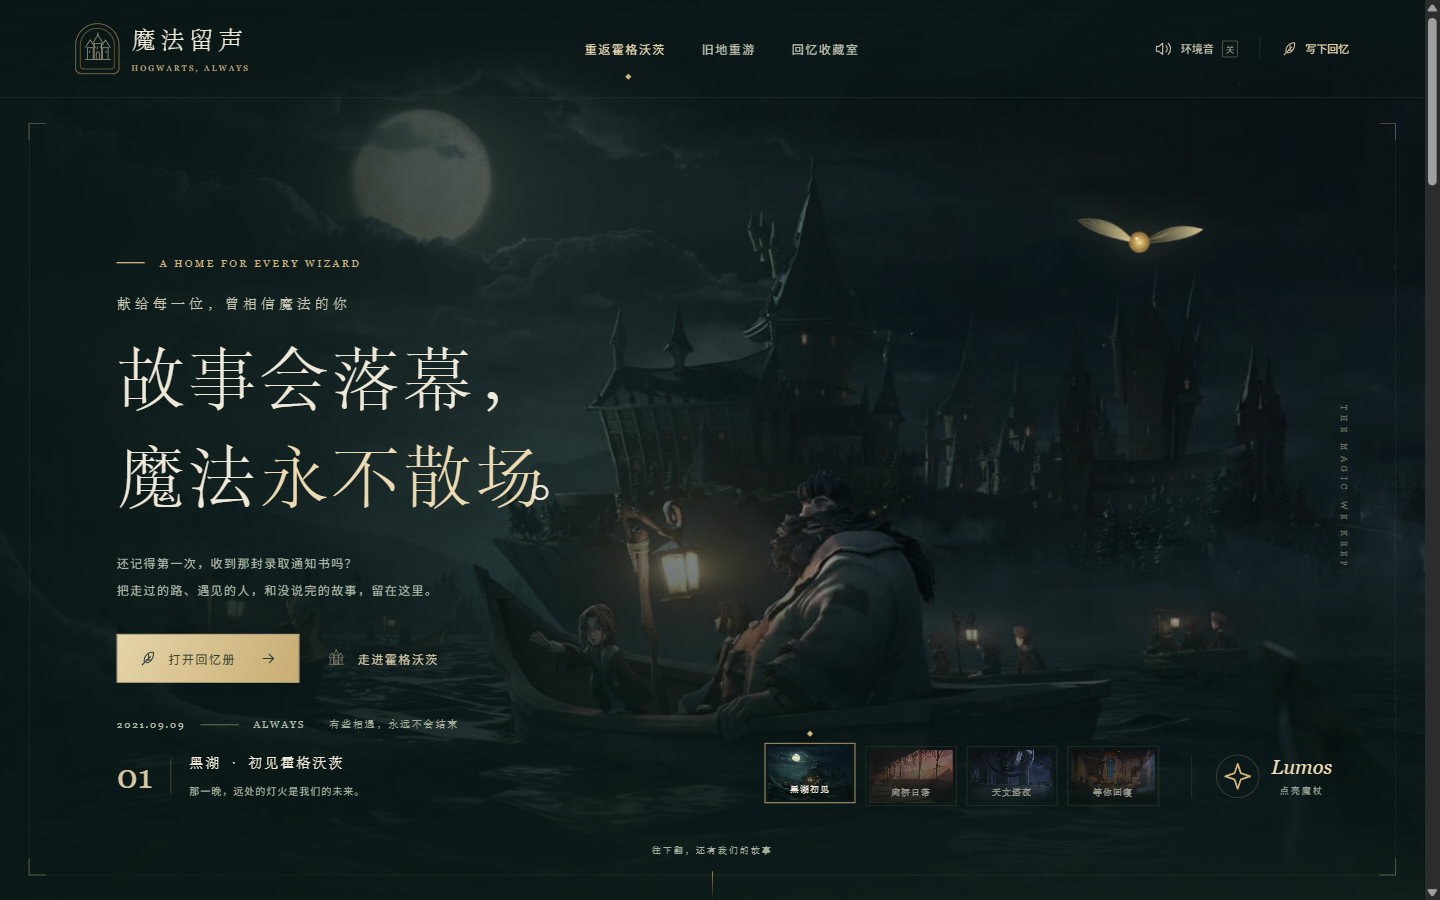 魔法留声
HOGWARTS, ALWAYS
重返霍格沃茨
旧地重游
回忆收藏室
环境音 关
写下回忆
A HOME FOR EVERY WIZARD
献给每一位，曾相信魔法的你
故事会落幕，
魔法永不散场。
THE MAGIC WE KEEP
还记得第一次，收到那封录取通知书吗？
把走过的路、遇见的人，和没说完的故事，留在这里。
打开回忆册 →
走进霍格沃茨
2021.09.09 ALWAYS 有些相遇，永远不会结束
01
黑湖 · 初见霍格沃茨
那一晚，远处的灯火是我们的未来。
黑湖初见
廊桥日落
天文塔夜
等你回寝
Lumos
点亮魔杖
往下翻，还有我们的故事